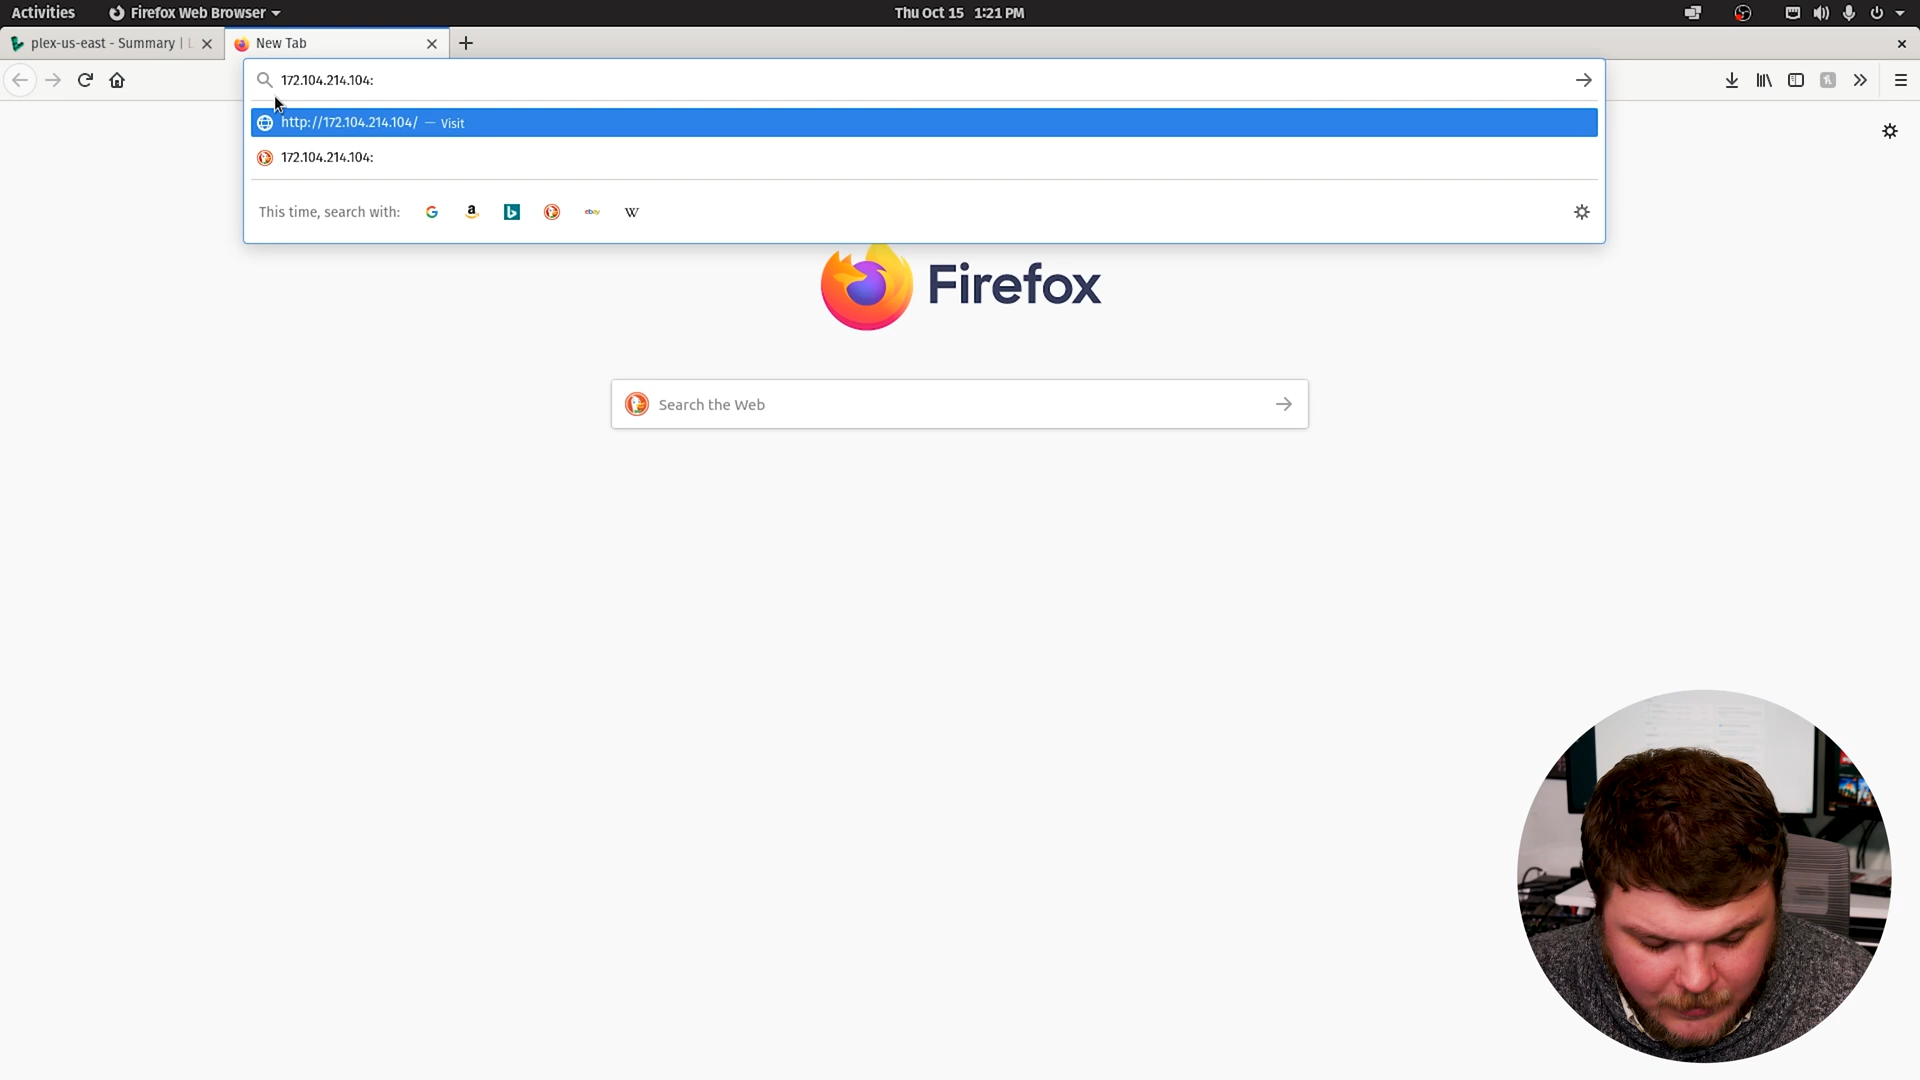 Activities
Firefox Web Browser
Thu Oct 15 1:21 PM
plex-us-east - Summary | L
New Tab
172.104.214.104:
http://172.104.214.104/ — Visit
172.104.214.104:
This time, search with:
G
a
b
ebay
W
Firefox
Search the Web